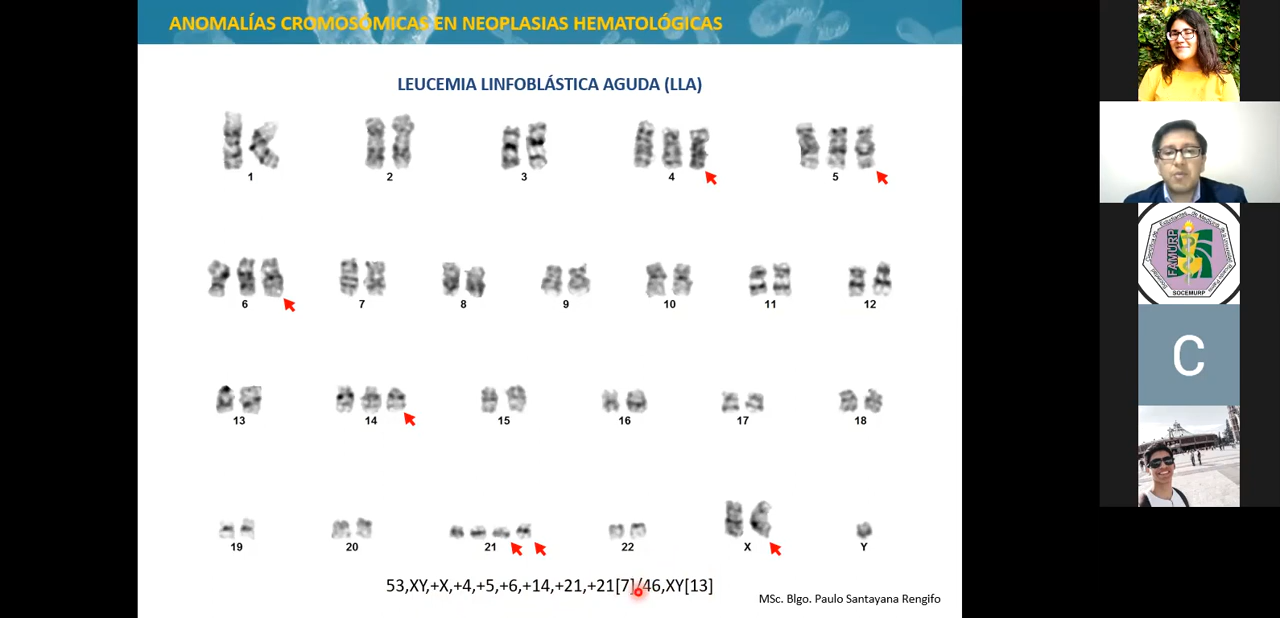 ANOMALÍAS CROMOSÓMICAS EN NEOPLASIAS HEMATOLÓGICAS
LEUCEMIA LINFOBLÁSTICA AGUDA (LLA)
1 2 3 4 5
6 7 8 9 10 11 12
13 14 15 16 17 18
19 20 21 22 X Y
53,XY,+X,+4,+5,+6,+14,+21,+21[7]/46,XY[13]
MSc. Blgo. Paulo Santayana Rengifo
FAMURP
SOCEMURP
C